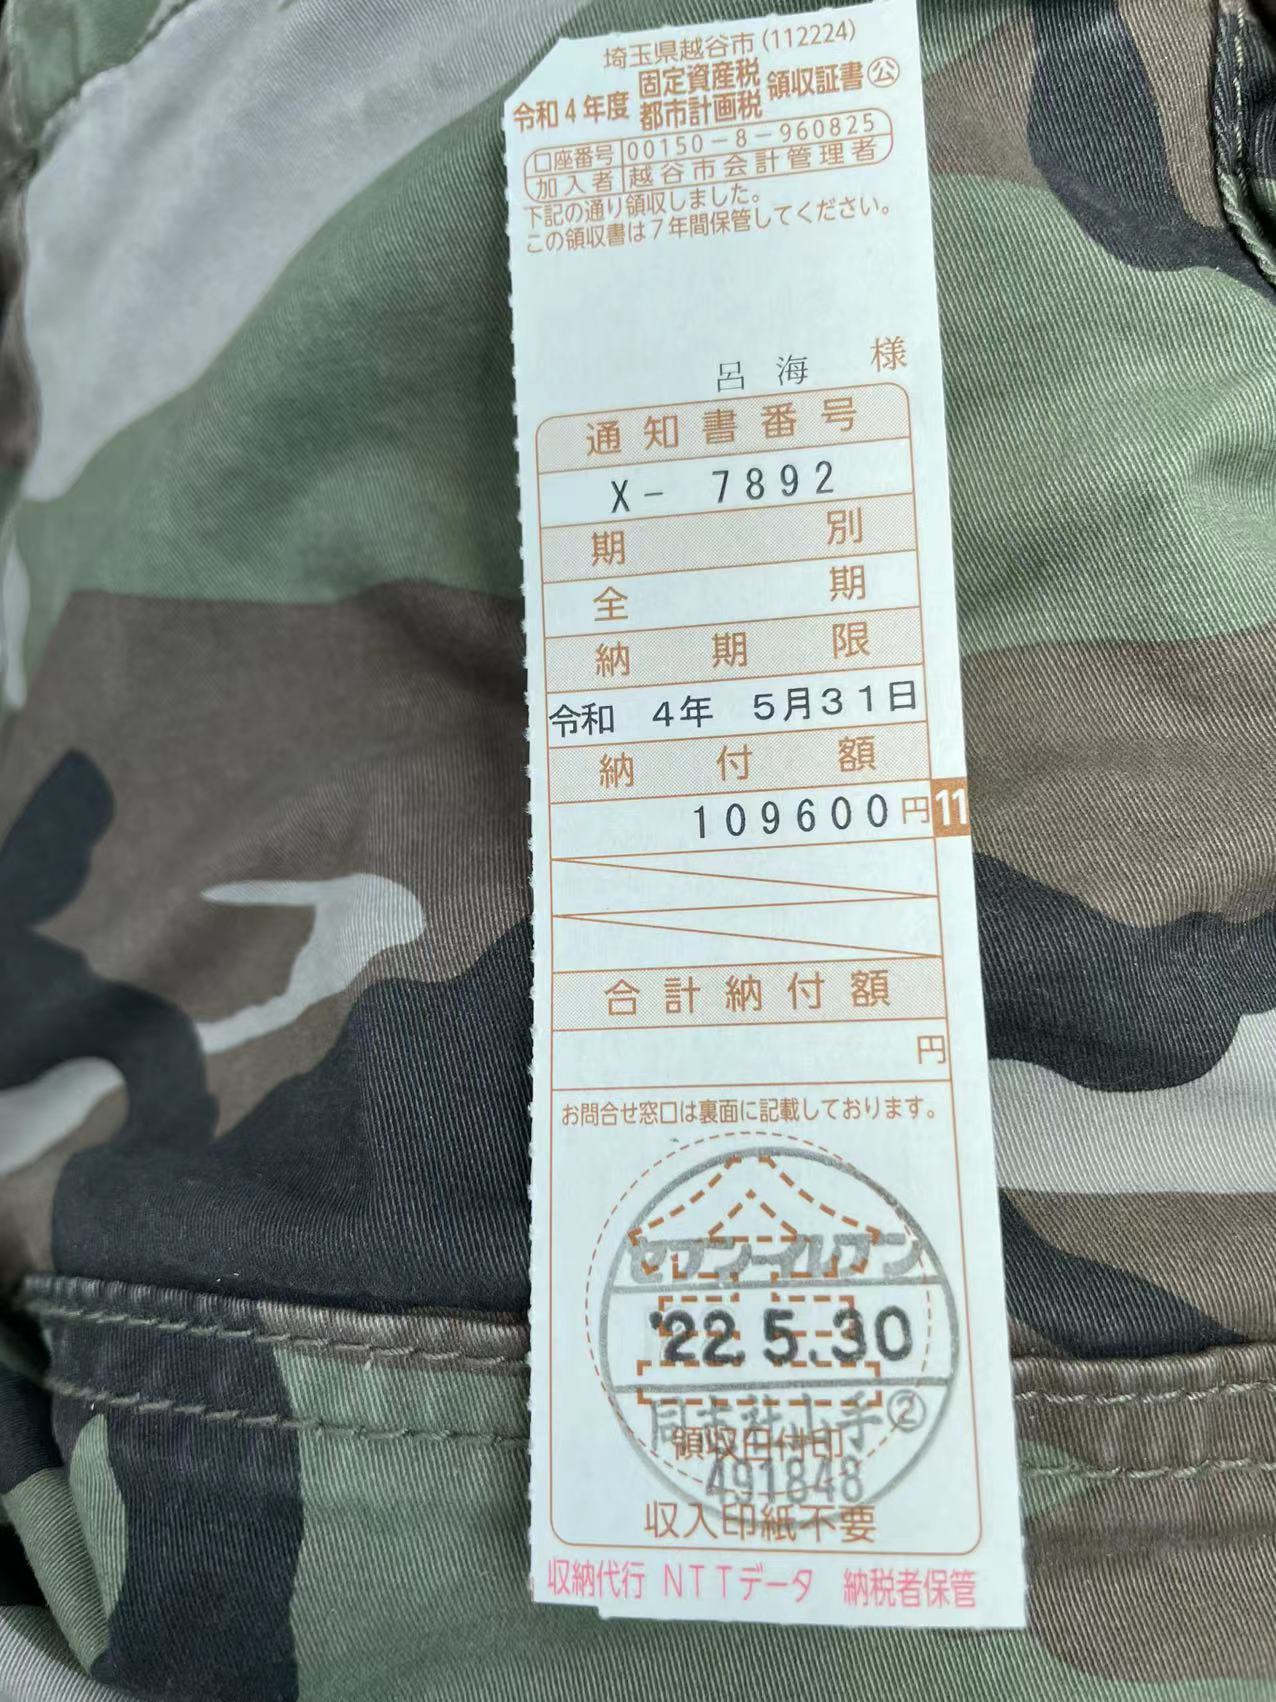 埼玉県越谷市(112224)
令和4年度 固定資産税 都市計画税 領収証書 公
口座番号 00150-8-960825
加入者 越谷市会計管理者
下記の通り領収しました。
この領収書は7年間保管してください。
呂 海 様
通知書番号
X- 7892
期別
全期
納期限
令和 4年 5月31日
納付額
109600円 11
合計納付額
円
お問合せ窓口は裏面に記載しております。
セブン-イレブン
'22.5.30
②
領収日付印
491848
収入印紙不要
収納代行 NTTデータ 納税者保管